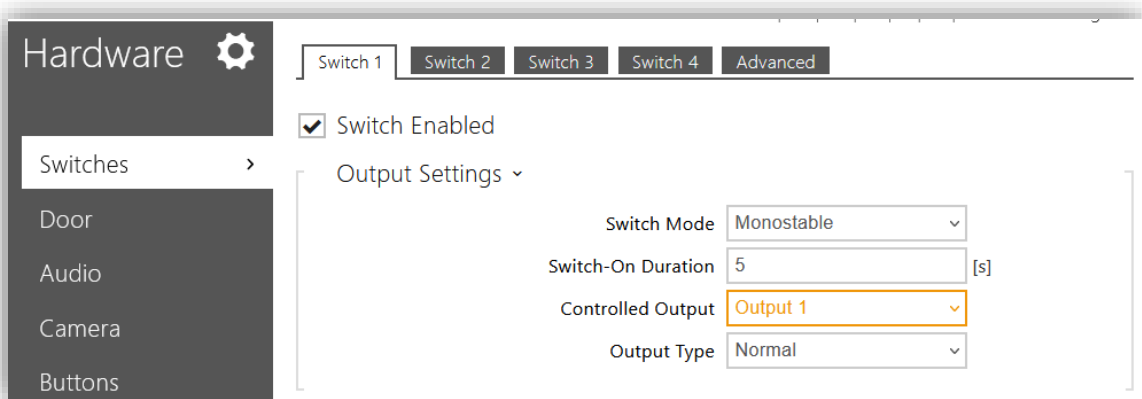 Hardware
Switch 1 Switch 2 Switch 3 Switch 4 Advanced
Switch Enabled
Switches
Output Settings
Door
Switch Mode Monostable
Audio
Switch-On Duration 5 [s]
Camera
Controlled Output Output 1
Output Type Normal
Buttons